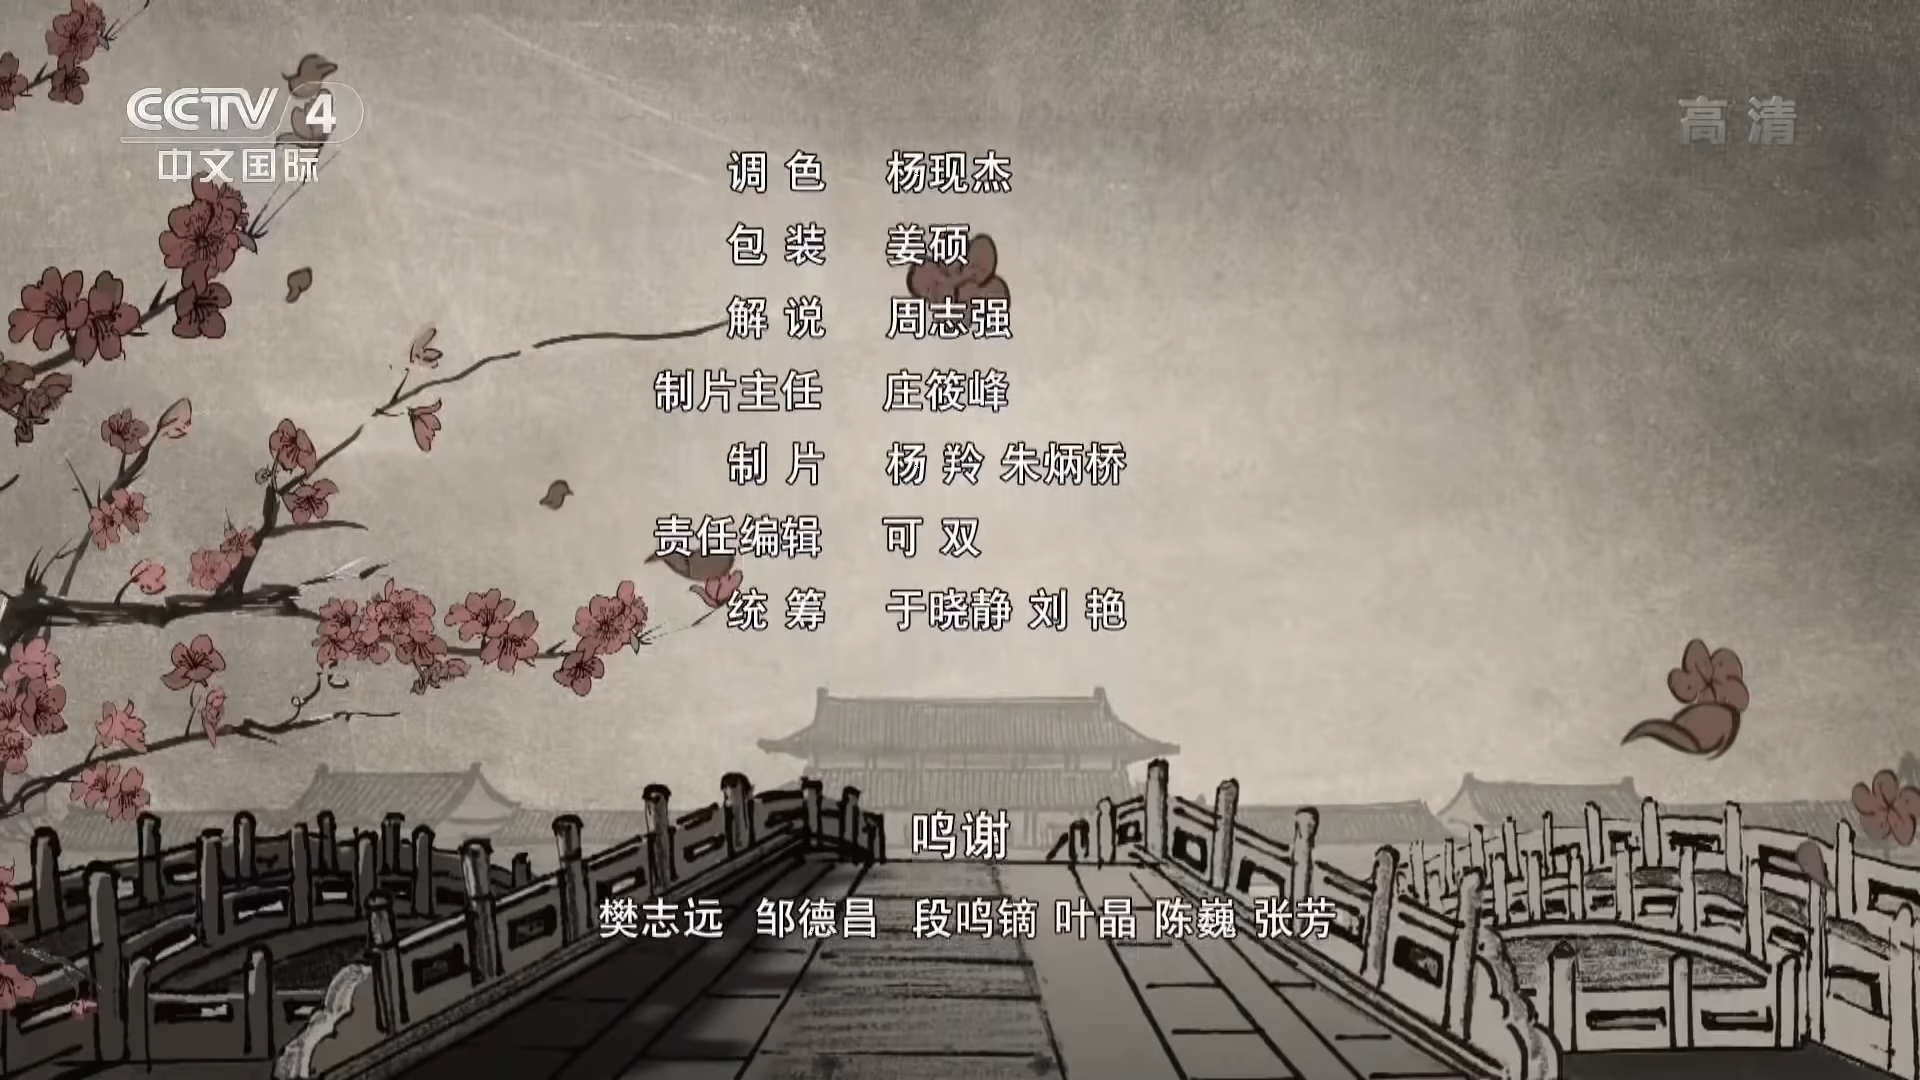 CCTV 4
中文国际
高清
调 色 杨现杰
包 装 姜硕
解 说 周志强
制片主任 庄筱峰
制 片 杨 羚 朱炳桥
责任编辑 可 双
统 筹 于晓静 刘 艳
鸣谢
樊志远 邹德昌 段鸣镝 叶晶 陈巍 张芳